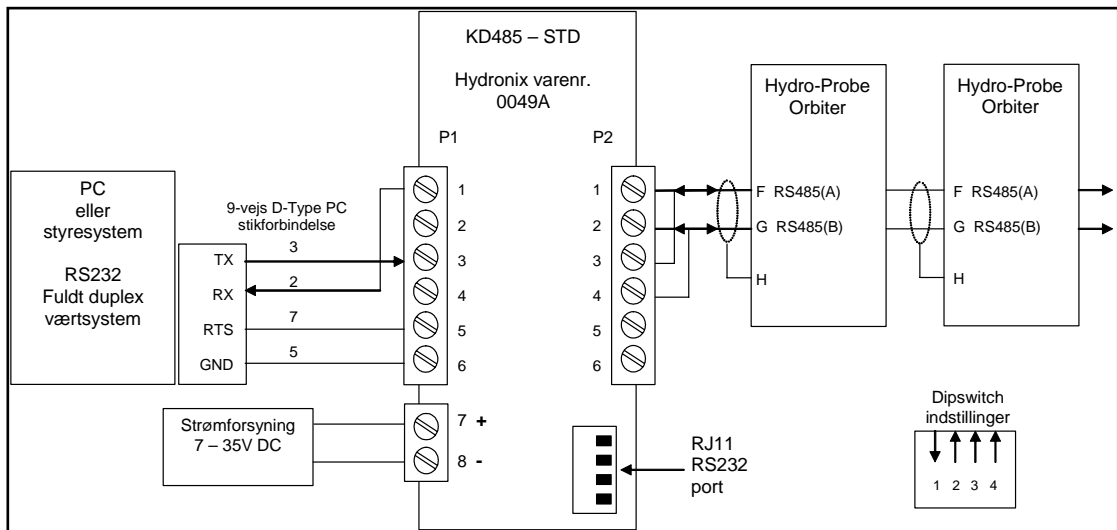 KD485 – STD
Hydronix varenr.
0049A
P1
P2
PC
eller
styresystem
RS232
Fuldt duplex
værtsystem
9-vejs D-Type PC
stikforbindelse
TX
RX
RTS
GND
3
2
7
5
1
2
3
4
5
6
7 +
8 -
Strømforsyning
7 – 35V DC
1
2
3
4
5
6
RJ11
RS232
port
Hydro-Probe
Orbiter
F RS485(A)
G RS485(B)
H
Hydro-Probe
Orbiter
F RS485(A)
G RS485(B)
H
Dipswitch
indstillinger
1 2 3 4